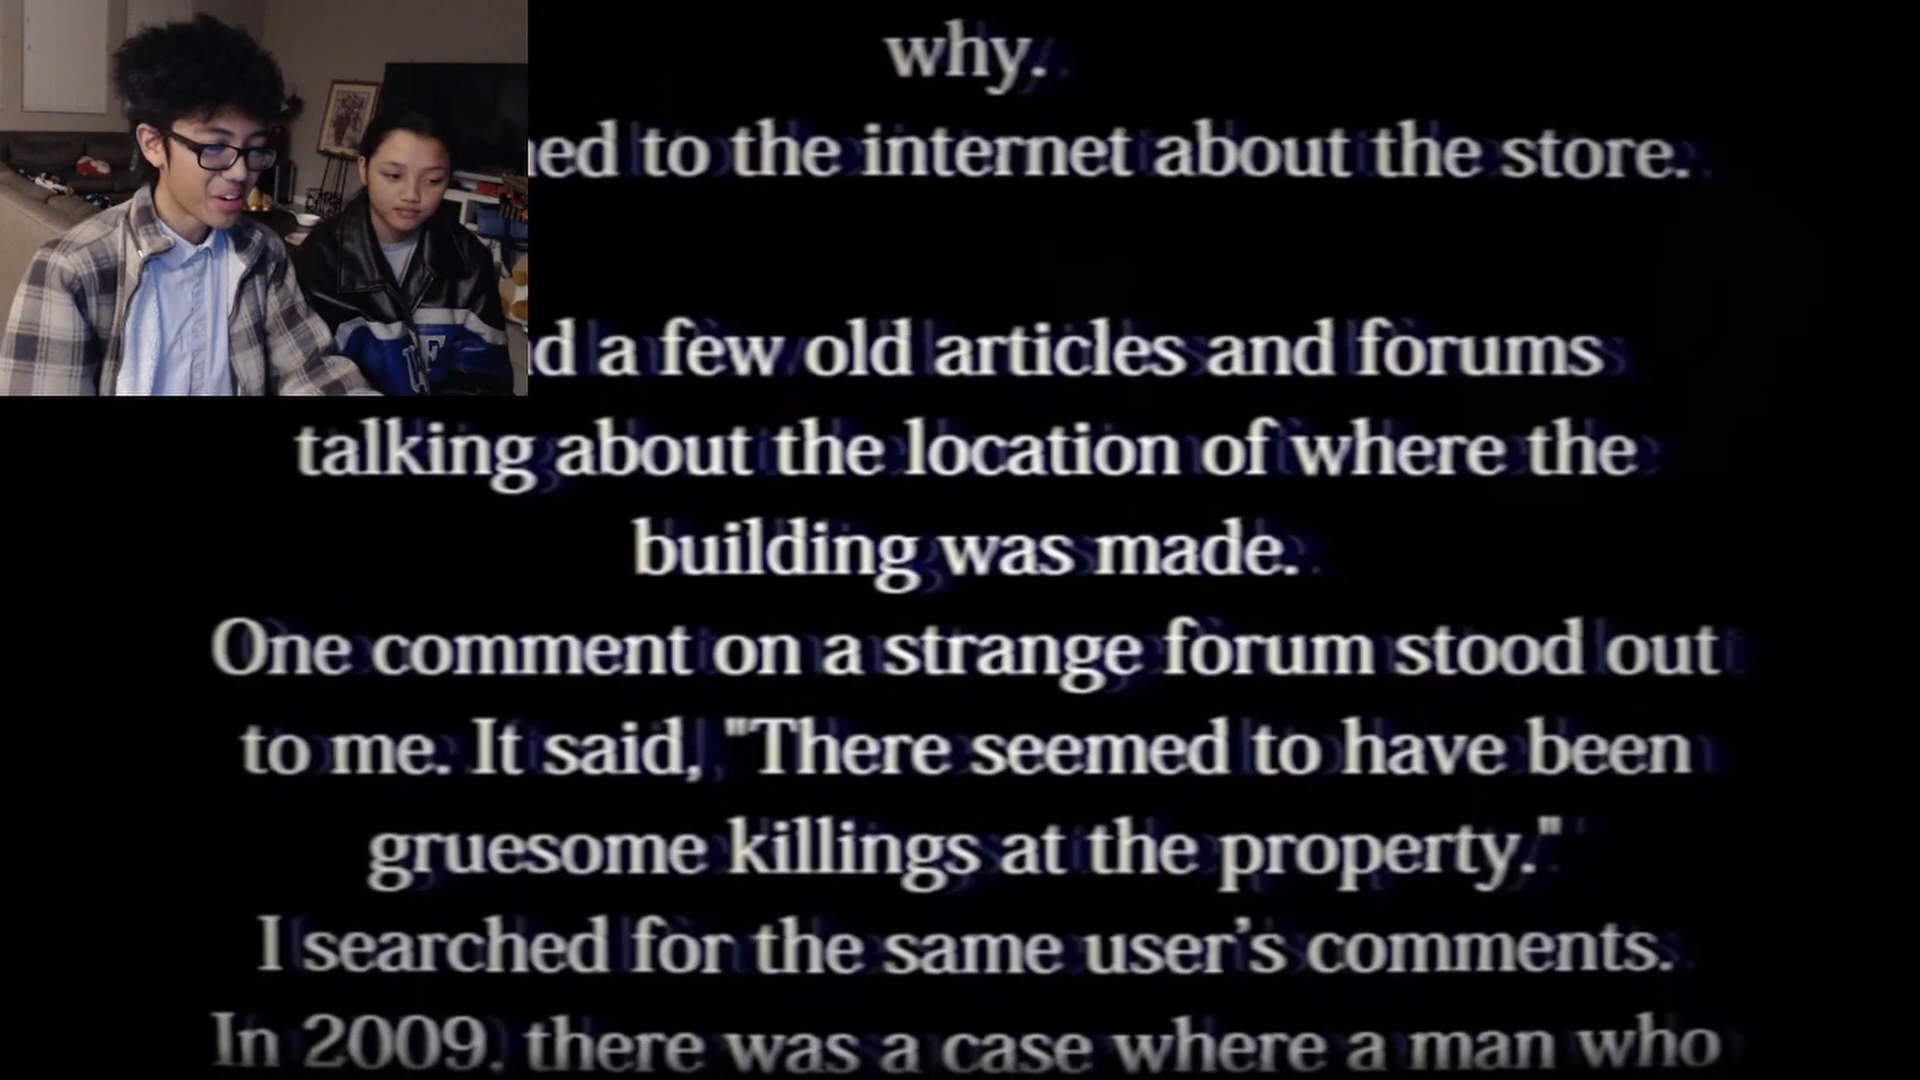 why.
to the internet about the store.
a few old articles and forums
talking about the location of where the
building was made.
One comment on a strange forum stood out
to me. It said, "There seemed to have been
gruesome killings at the property."
I searched for the same user's comments.
In 2009, there was a case where a man who